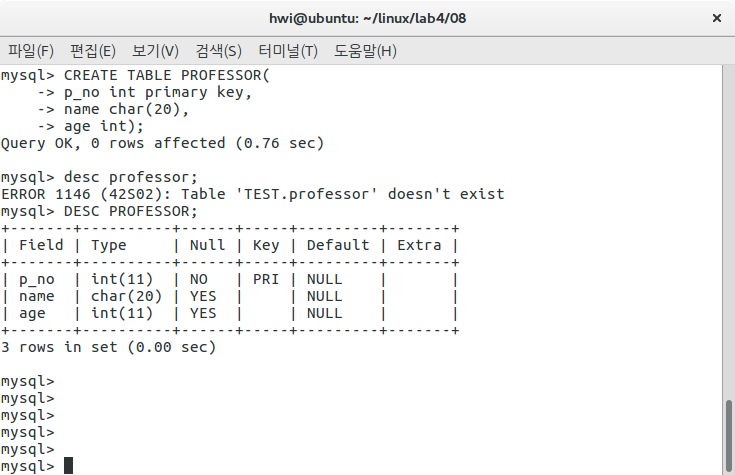 hwi@ubuntu: ~/linux/lab4/08
파일(F) 편집(E) 보기(V) 검색(S) 터미널(T) 도움말(H)
mysql> CREATE TABLE PROFESSOR(
    -> p_no int primary key,
    -> name char(20),
    -> age int);
Query OK, 0 rows affected (0.76 sec)

mysql> desc professor;
ERROR 1146 (42S02): Table 'TEST.professor' doesn't exist
mysql> DESC PROFESSOR;
+-------+----------+------+-----+---------+-------+
| Field | Type     | Null | Key | Default | Extra |
+-------+----------+------+-----+---------+-------+
| p_no  | int(11)  | NO   | PRI | NULL    |       |
| name  | char(20) | YES  |     | NULL    |       |
| age   | int(11)  | YES  |     | NULL    |       |
+-------+----------+------+-----+---------+-------+
3 rows in set (0.00 sec)

mysql>
mysql>
mysql>
mysql>
mysql>
mysql>